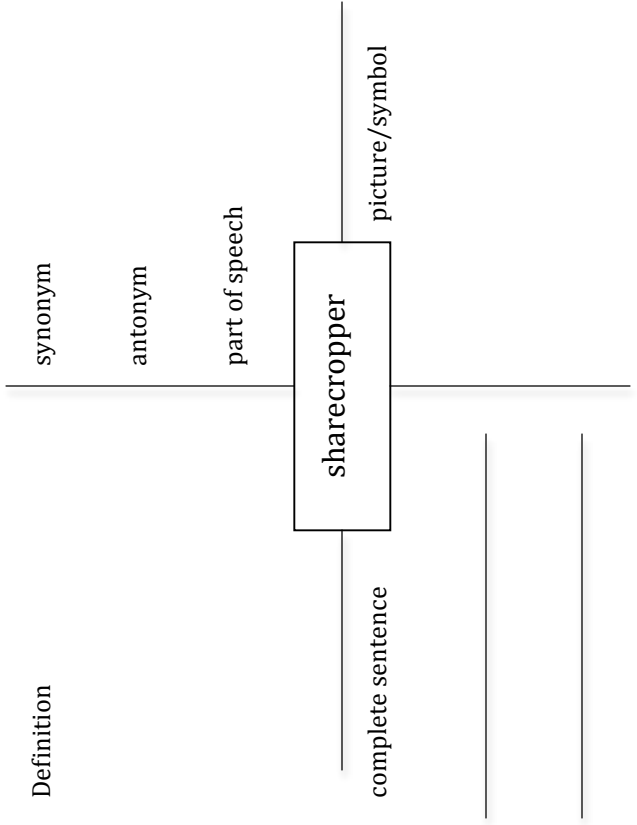 Definition
synonym
antonym
part of speech
sharecropper
complete sentence
picture/symbol